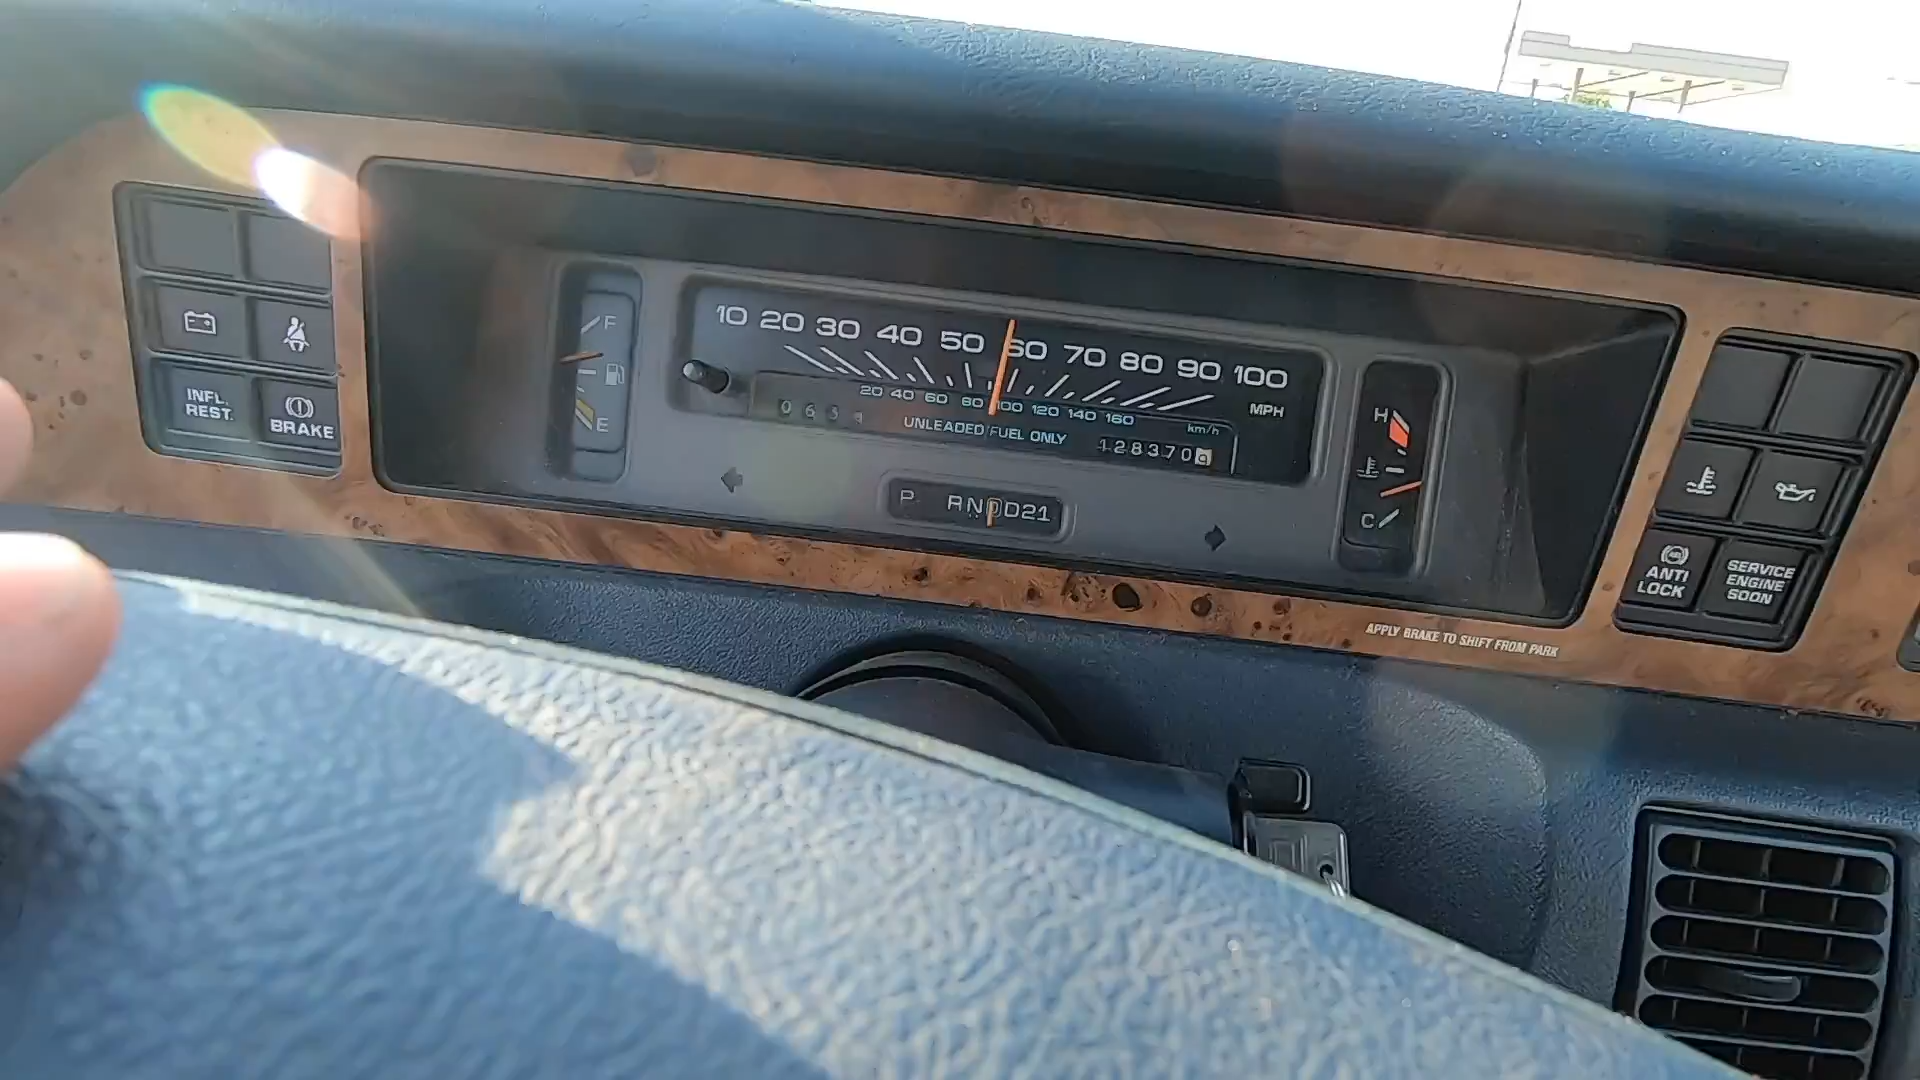 INFL.
REST.
BRAKE
F
E
10 20 30 40 50 60 70 80 90 100
MPH
20 40 60 80 100 120 140 160
km/h
UNLEADED FUEL ONLY
128370
P RN D21
H
C
ANTI
LOCK
SERVICE
ENGINE
SOON
APPLY BRAKE TO SHIFT FROM PARK